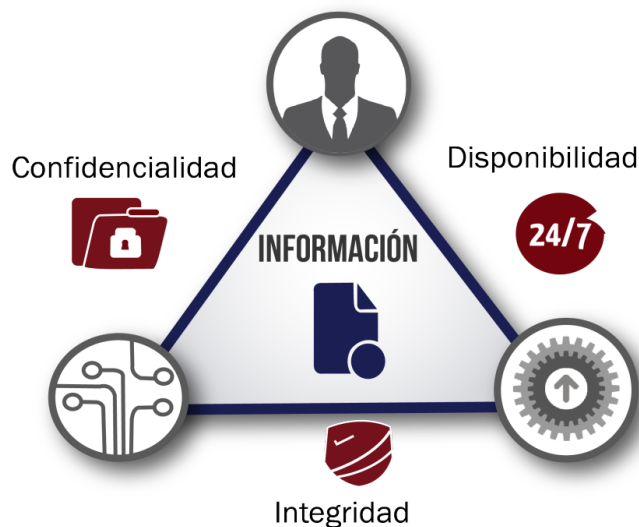 Confidencialidad
Disponibilidad
24/7
INFORMACIÓN
Integridad